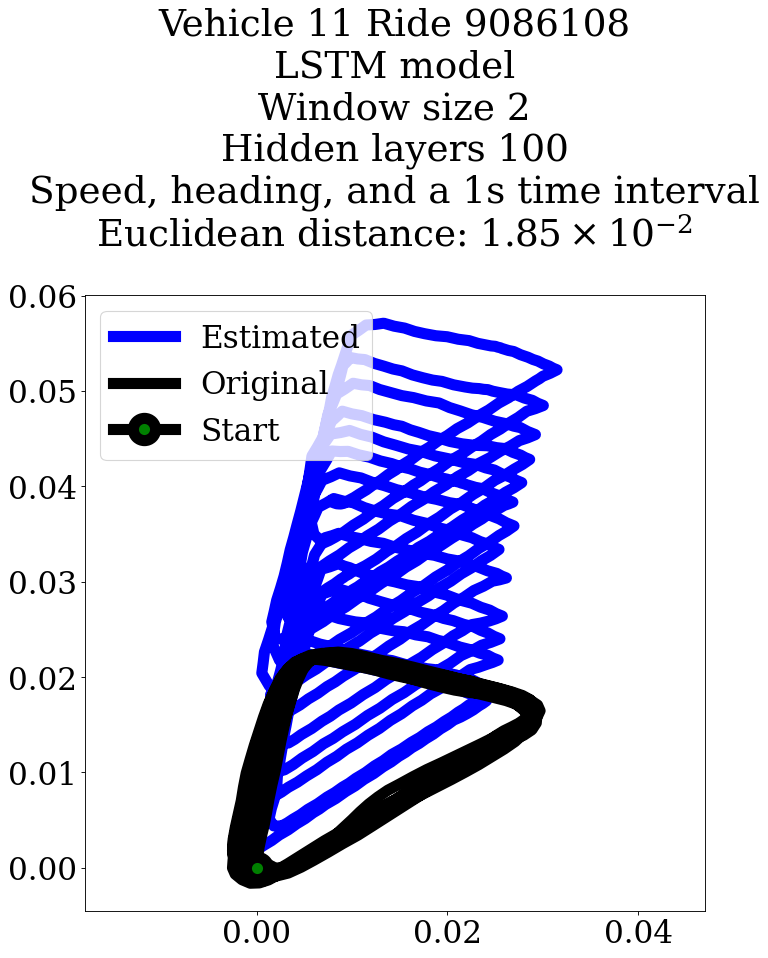 Vehicle 11 Ride 9086108
LSTM model
Window size 2
Hidden layers 100
Speed, heading, and a 1s time interval
Euclidean distance: 1.85 × 10⁻²
0.06
Estimated
0.05
Original
Start
0.04
0.03
0.02
0.01
0.00
0.00 0.02 0.04